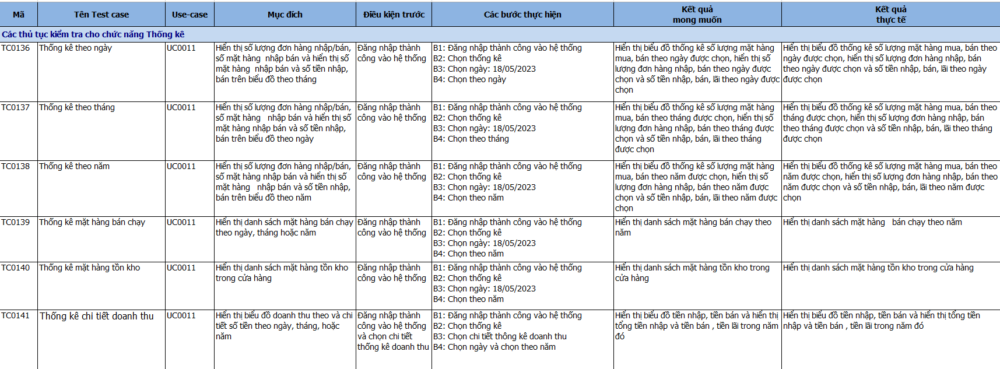 Mã
Tên Test case
Use-case
Mục đích
Điều kiện trước
Các bước thực hiện
Kết quả
mong muốn
Kết quả
thực tế
Các thủ tục kiểm tra cho chức năng Thống kê
TC0136
Thống kê theo ngày
UC0011
Hiển thị số lượng đơn hàng nhập/bán,
số mặt hàng  nhập bán và hiển thị số
mặt hàng  nhập bán và số tiền nhập,
bán trên biểu đồ theo tháng
Đăng nhập thành
công vào hệ thống
B1: Đăng nhập thành công vào hệ thống
B2: Chọn thống kê
B3: Chọn ngày: 18/05/2023
B4: Chọn theo ngày
Hiển thị biểu đồ thống kê số lượng mặt hàng
mua, bán theo ngày được chọn, hiển thị số
lượng đơn hàng nhập, bán theo ngày được
chọn và số tiền nhập, bán, lãi theo ngày được
chọn
Hiển thị biểu đồ thống kê số lượng mặt hàng mua, bán theo
ngày được chọn, hiển thị số lượng đơn hàng nhập, bán
theo ngày được chọn và số tiền nhập, bán, lãi theo ngày
được chọn
TC0137
Thống kê theo tháng
UC0011
Hiển thị số lượng đơn hàng nhập/bán,
số mặt hàng   nhập bán và hiển thị số
mặt hàng nhập bán và số tiền nhập,
bán trên biểu đồ theo ngày
Đăng nhập thành
công vào hệ thống
B1: Đăng nhập thành công vào hệ thống
B2: Chọn thống kê
B3: Chọn ngày: 18/05/2023
B4: Chọn theo tháng
Hiển thị biểu đồ thống kê số lượng mặt hàng
mua, bán theo tháng được chọn, hiển thị số
lượng đơn hàng nhập, bán theo tháng được
chọn và số tiền nhập, bán, lãi theo tháng
được chọn
Hiển thị biểu đồ thống kê số lượng mặt hàng mua, bán theo
tháng được chọn, hiển thị số lượng đơn hàng nhập, bán
theo tháng được chọn và số tiền nhập, bán, lãi theo tháng
được chọn
TC0138
Thống kê theo năm
UC0011
Hiển thị số lượng đơn hàng nhập/bán,
số mặt hàng nhập bán và hiển thị số
mặt hàng   nhập bán và số tiền nhập,
bán trên biểu đồ theo năm
Đăng nhập thành
công vào hệ thống
B1: Đăng nhập thành công vào hệ thống
B2: Chọn thống kê
B3: Chọn ngày: 18/05/2023
B4: Chọn theo năm
Hiển thị biểu đồ thống kê số lượng mặt hàng
mua, bán theo năm được chọn, hiển thị số
lượng đơn hàng nhập, bán theo năm được
chọn và số tiền nhập, bán, lãi theo năm được
chọn
Hiển thị biểu đồ thống kê số lượng mặt hàng mua, bán theo
năm được chọn, hiển thị số lượng đơn hàng nhập, bán theo
năm được chọn và số tiền nhập, bán, lãi theo năm được
chọn
TC0139
Thống kê mặt hàng bán chạy
UC0011
Hiển thị danh sách mặt hàng bán chạy
theo ngày, tháng hoặc năm
Đăng nhập thành
công vào hệ thống
B1: Đăng nhập thành công vào hệ thống
B2: Chọn thống kê
B3: Chọn ngày: 18/05/2023
B4: Chọn theo năm
Hiển thị danh sách mặt hàng bán chạy theo
năm
Hiển thị danh sách mặt hàng   bán chạy theo năm
TC0140
Thống kê mặt hàng tồn kho
UC0011
Hiển thị danh sách mặt hàng tồn kho
trong cửa hàng
Đăng nhập thành
công vào hệ thống
B1: Đăng nhập thành công vào hệ thống
B2: Chọn thống kê
B3: Chọn ngày: 18/05/2023
B4: Chọn theo năm
Hiển thị danh sách mặt hàng tồn kho trong
cửa hàng
Hiển thị danh sách mặt hàng tồn kho trong cửa hàng
TC0141
Thống kê chi tiết doanh thu
UC0011
Hiển thị biểu đồ doanh thu theo và chi
tiết số tiền theo ngày, tháng, hoặc
năm
Đăng nhập thành
công vào hệ thống
và chọn chi tiết
thống kê doanh thu
B1: Đăng nhập thành công vào hệ thống
B2: Chọn thống kê
B3: Chọn chi tiết thông kê doanh thu
B4: Chọn ngày và chọn theo năm
Hiển thị biểu đồ tiền nhập, tiền bán và hiển thị
tổng tiền nhập và tiền bán , tiền lãi trong năm
đó
Hiển thị biểu đồ tiền nhập, tiền bán và hiển thị tổng tiền
nhập và tiền bán , tiền lãi trong năm đó